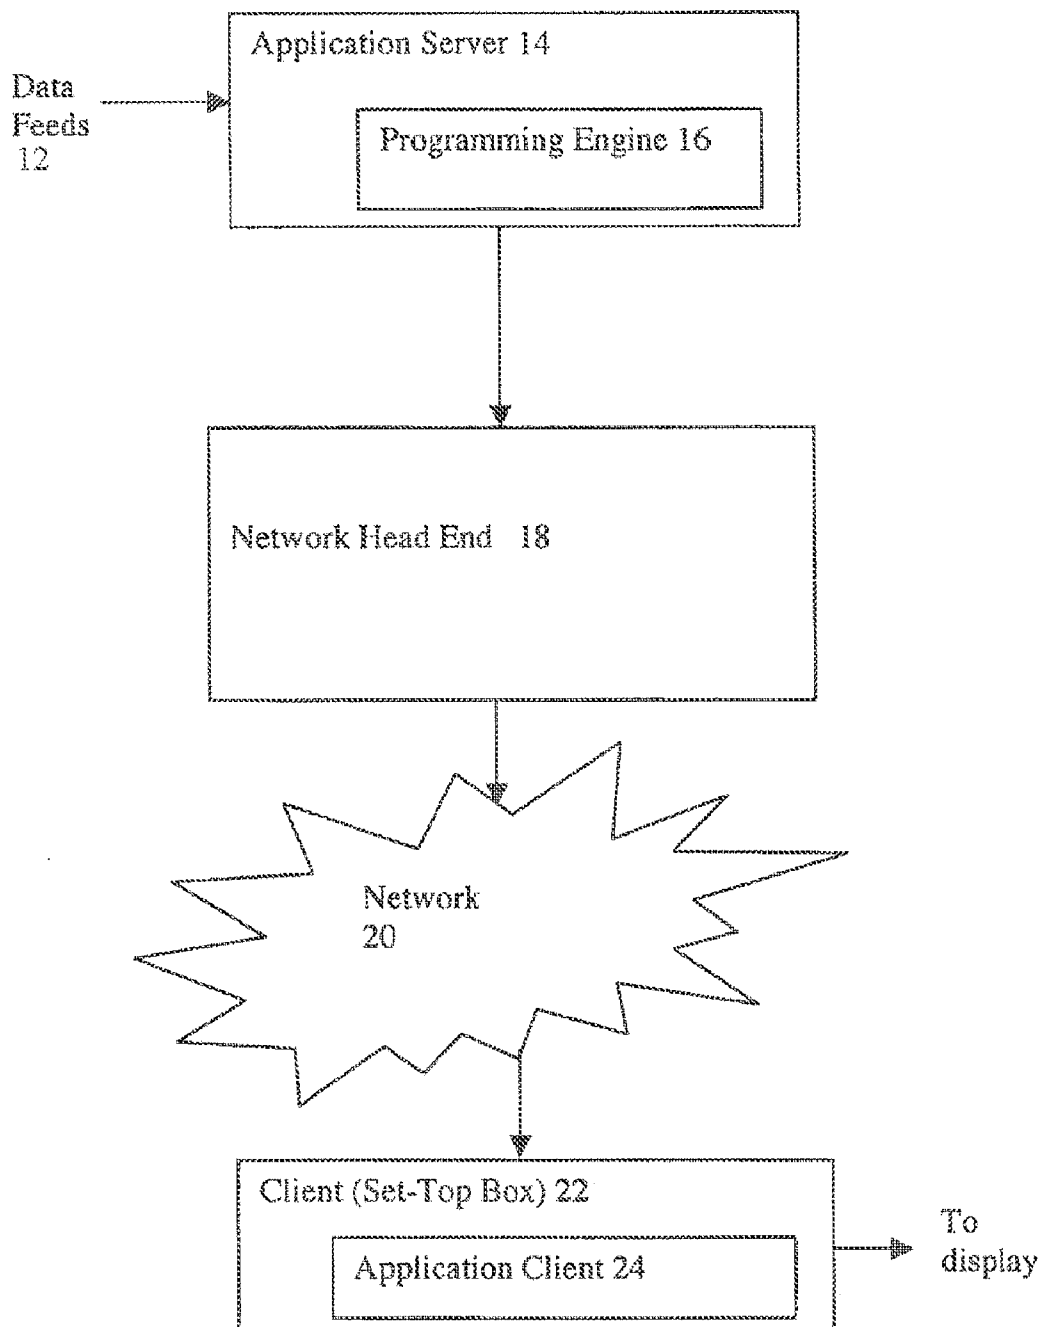 Application Server 14
Data
Feeds
12
Programming Engine 16
Network Head End 18
Network
20
Client (Set-Top Box) 22
To
display
Application Client 24